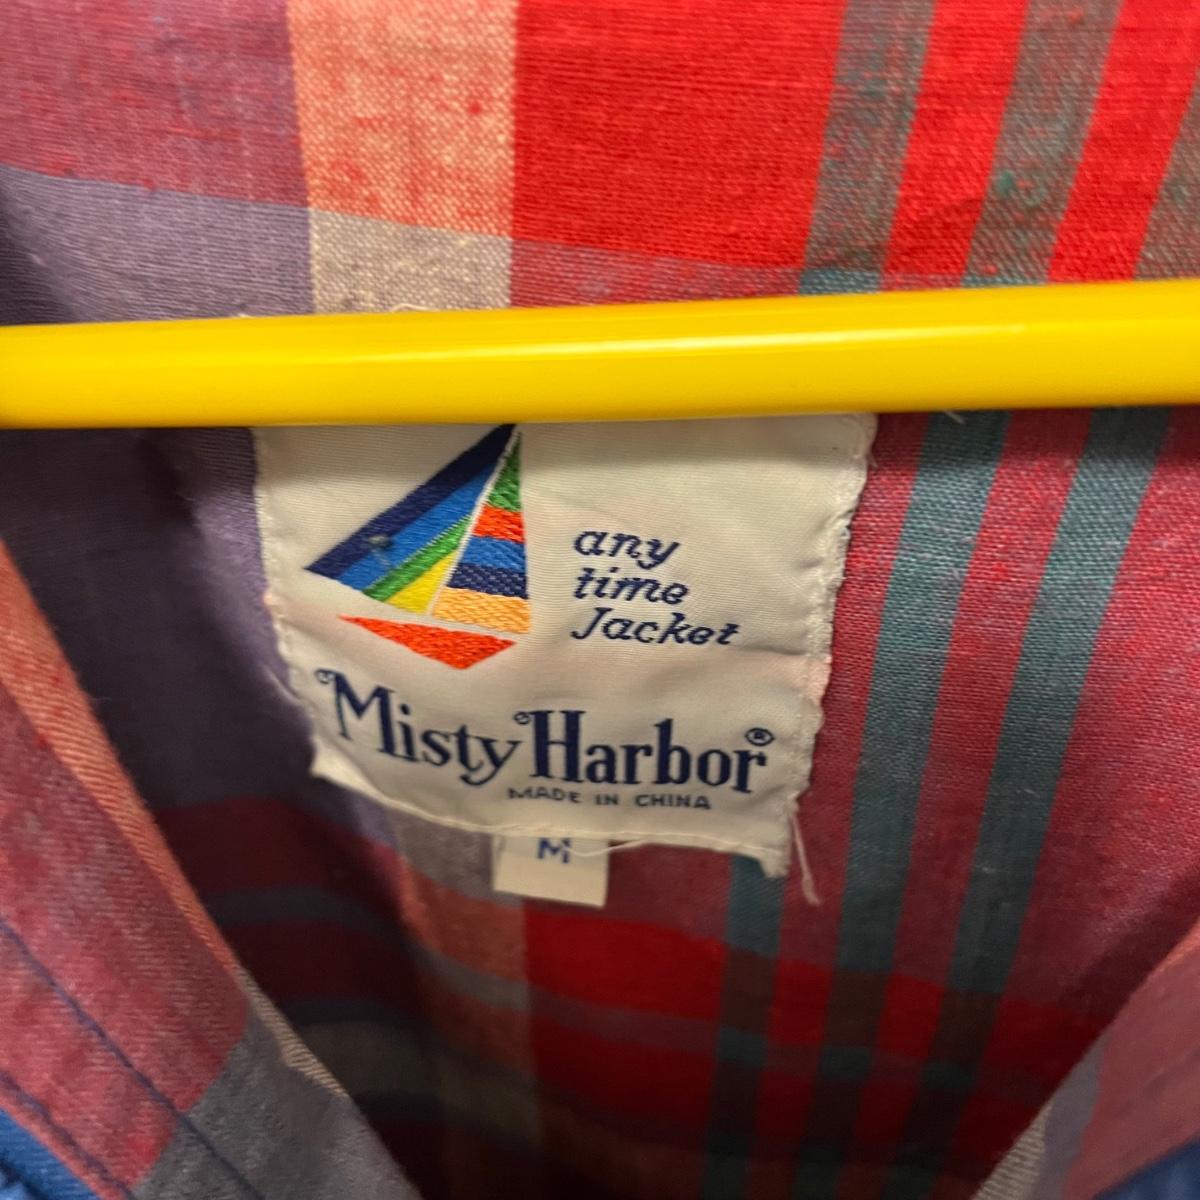 any
time
Jacket
Misty Harbor®
MADE IN CHINA
M